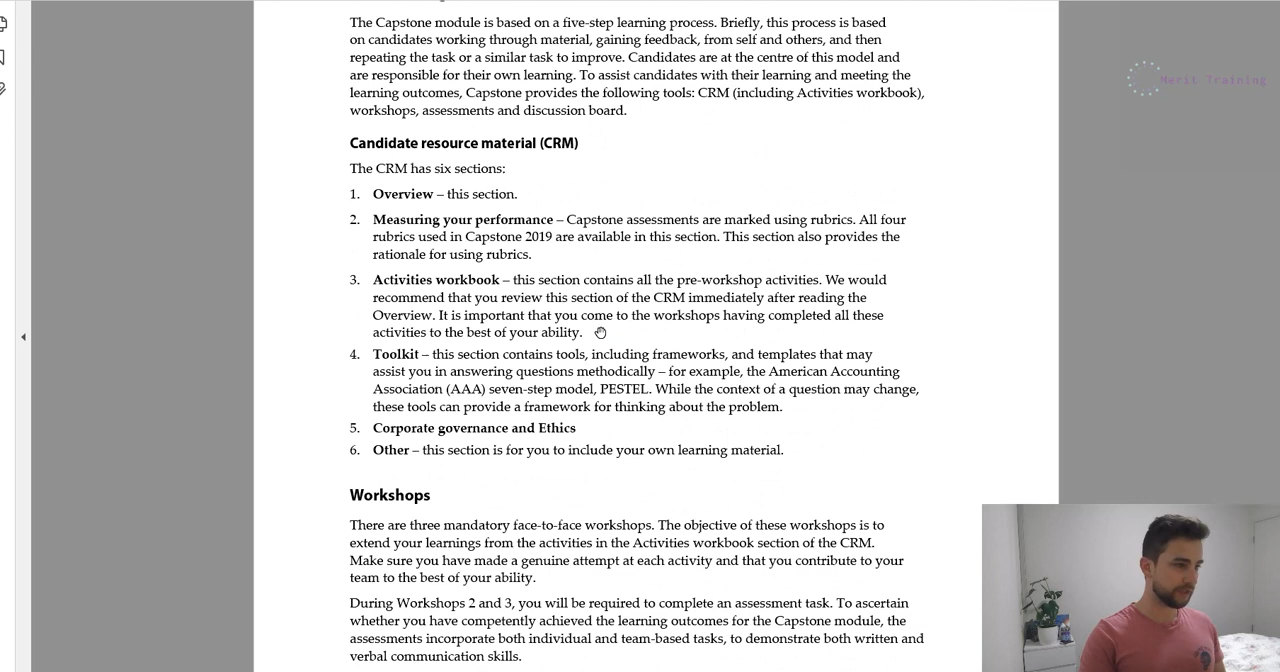 The Capstone module is based on a five-step learning process. Briefly, this process is based
on candidates working through material, gaining feedback, from self and others, and then
repeating the task or a similar task to improve. Candidates are at the centre of this model and
are responsible for their own learning. To assist candidates with their learning and meeting the
learning outcomes, Capstone provides the following tools: CRM (including Activities workbook),
workshops, assessments and discussion board.
Merit Training
Candidate resource material (CRM)
The CRM has six sections:
1. Overview – this section.
2. Measuring your performance – Capstone assessments are marked using rubrics. All four
rubrics used in Capstone 2019 are available in this section. This section also provides the
rationale for using rubrics.
3. Activities workbook – this section contains all the pre-workshop activities. We would
recommend that you review this section of the CRM immediately after reading the
Overview. It is important that you come to the workshops having completed all these
activities to the best of your ability.
4. Toolkit – this section contains tools, including frameworks, and templates that may
assist you in answering questions methodically – for example, the American Accounting
Association (AAA) seven-step model, PESTEL. While the context of a question may change,
these tools can provide a framework for thinking about the problem.
5. Corporate governance and Ethics
6. Other – this section is for you to include your own learning material.
Workshops
There are three mandatory face-to-face workshops. The objective of these workshops is to
extend your learnings from the activities in the Activities workbook section of the CRM.
Make sure you have made a genuine attempt at each activity and that you contribute to your
team to the best of your ability.
During Workshops 2 and 3, you will be required to complete an assessment task. To ascertain
whether you have competently achieved the learning outcomes for the Capstone module, the
assessments incorporate both individual and team-based tasks, to demonstrate both written and
verbal communication skills.